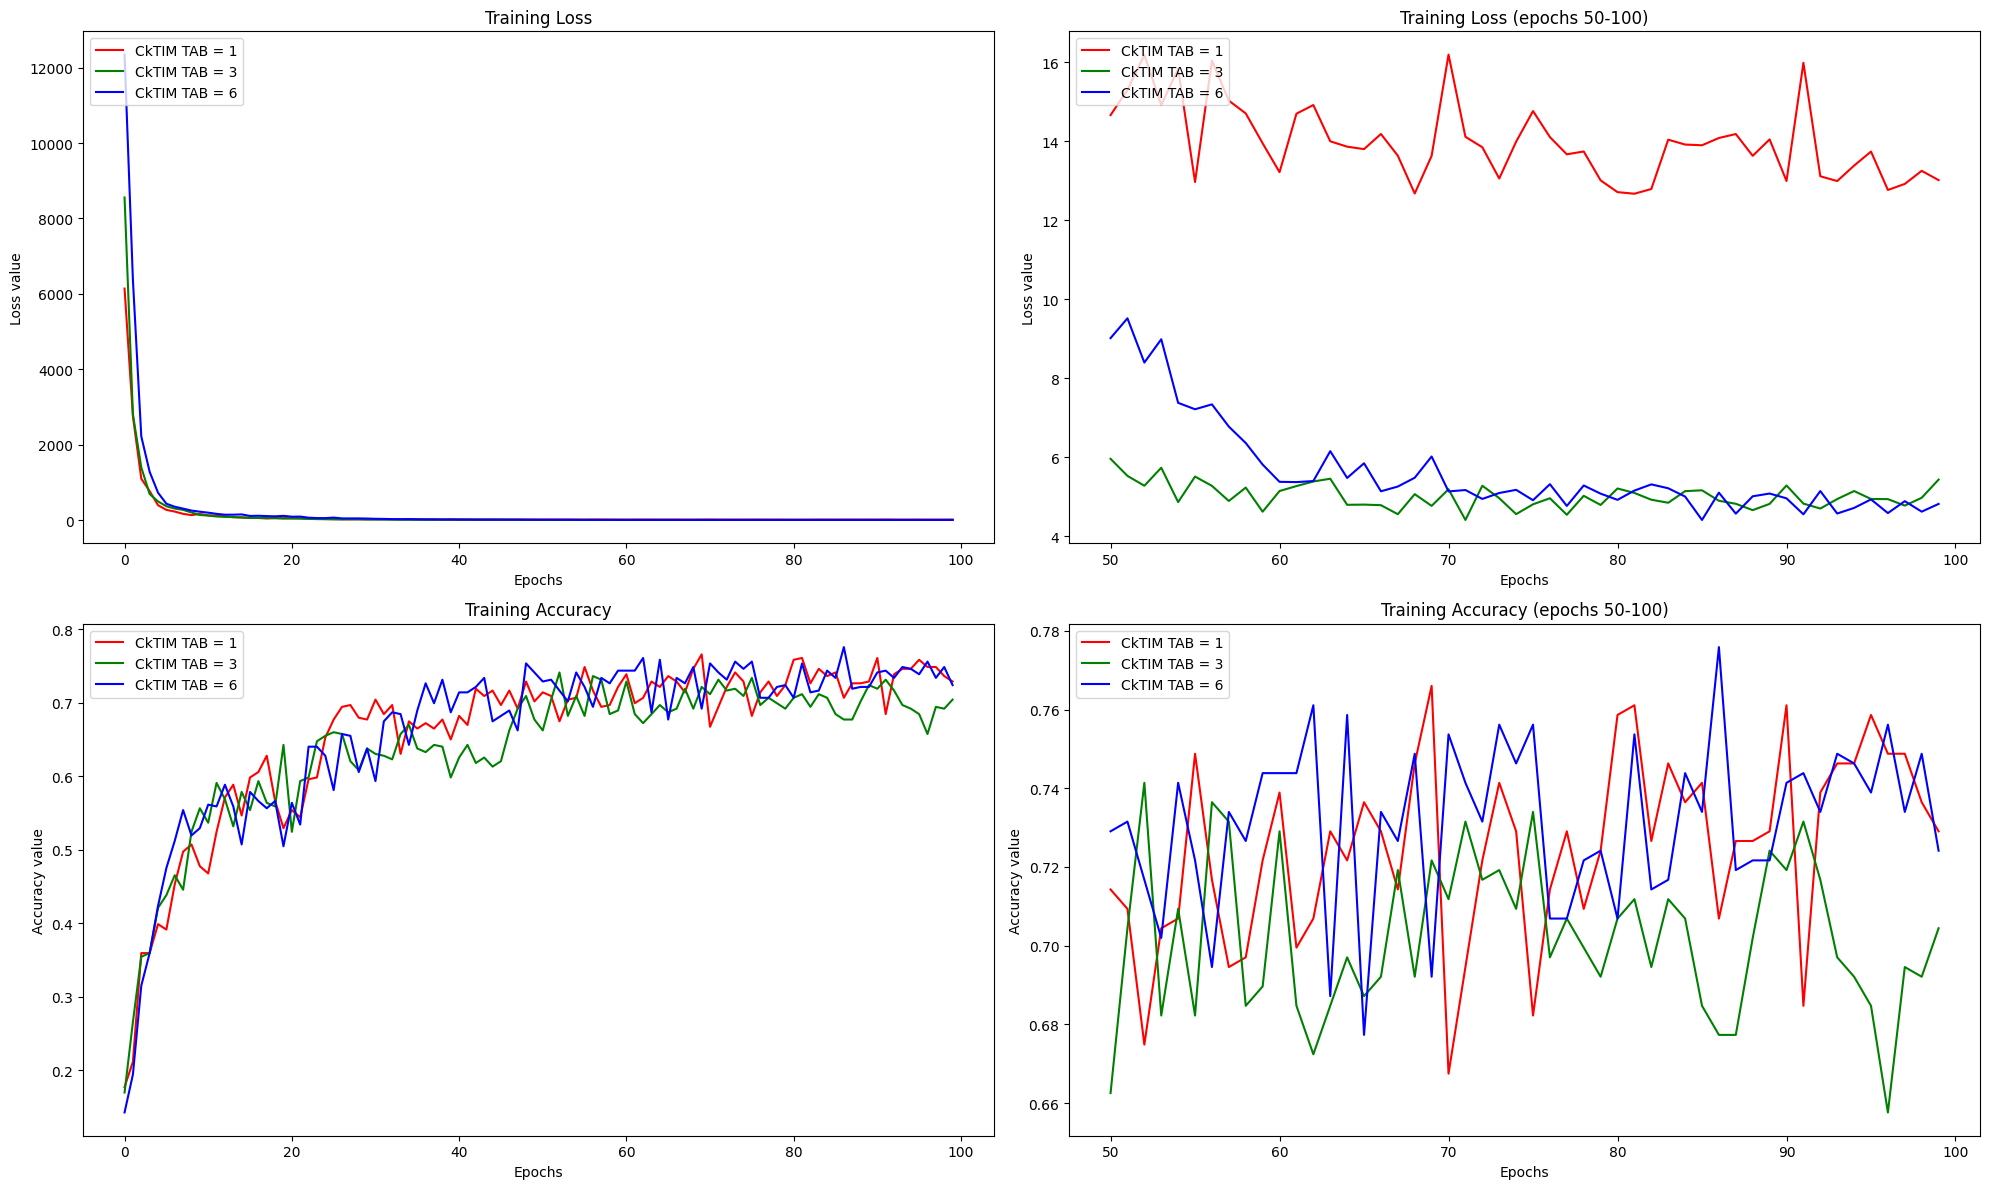 Training Loss
CkTIM TAB = 1
CkTIM TAB = 3
CkTIM TAB = 6
12000
10000
8000
6000
4000
2000
0
Loss value
0 20 40 60 80 100
Epochs
Training Loss (epochs 50-100)
CkTIM TAB = 1
CkTIM TAB = 3
CkTIM TAB = 6
16
14
12
10
8
6
4
Loss value
50 60 70 80 90 100
Epochs
Training Accuracy
CkTIM TAB = 1
CkTIM TAB = 3
CkTIM TAB = 6
0.8
0.7
0.6
0.5
0.4
0.3
0.2
Accuracy value
0 20 40 60 80 100
Epochs
Training Accuracy (epochs 50-100)
CkTIM TAB = 1
CkTIM TAB = 3
CkTIM TAB = 6
0.78
0.76
0.74
0.72
0.70
0.68
0.66
Accuracy value
50 60 70 80 90 100
Epochs